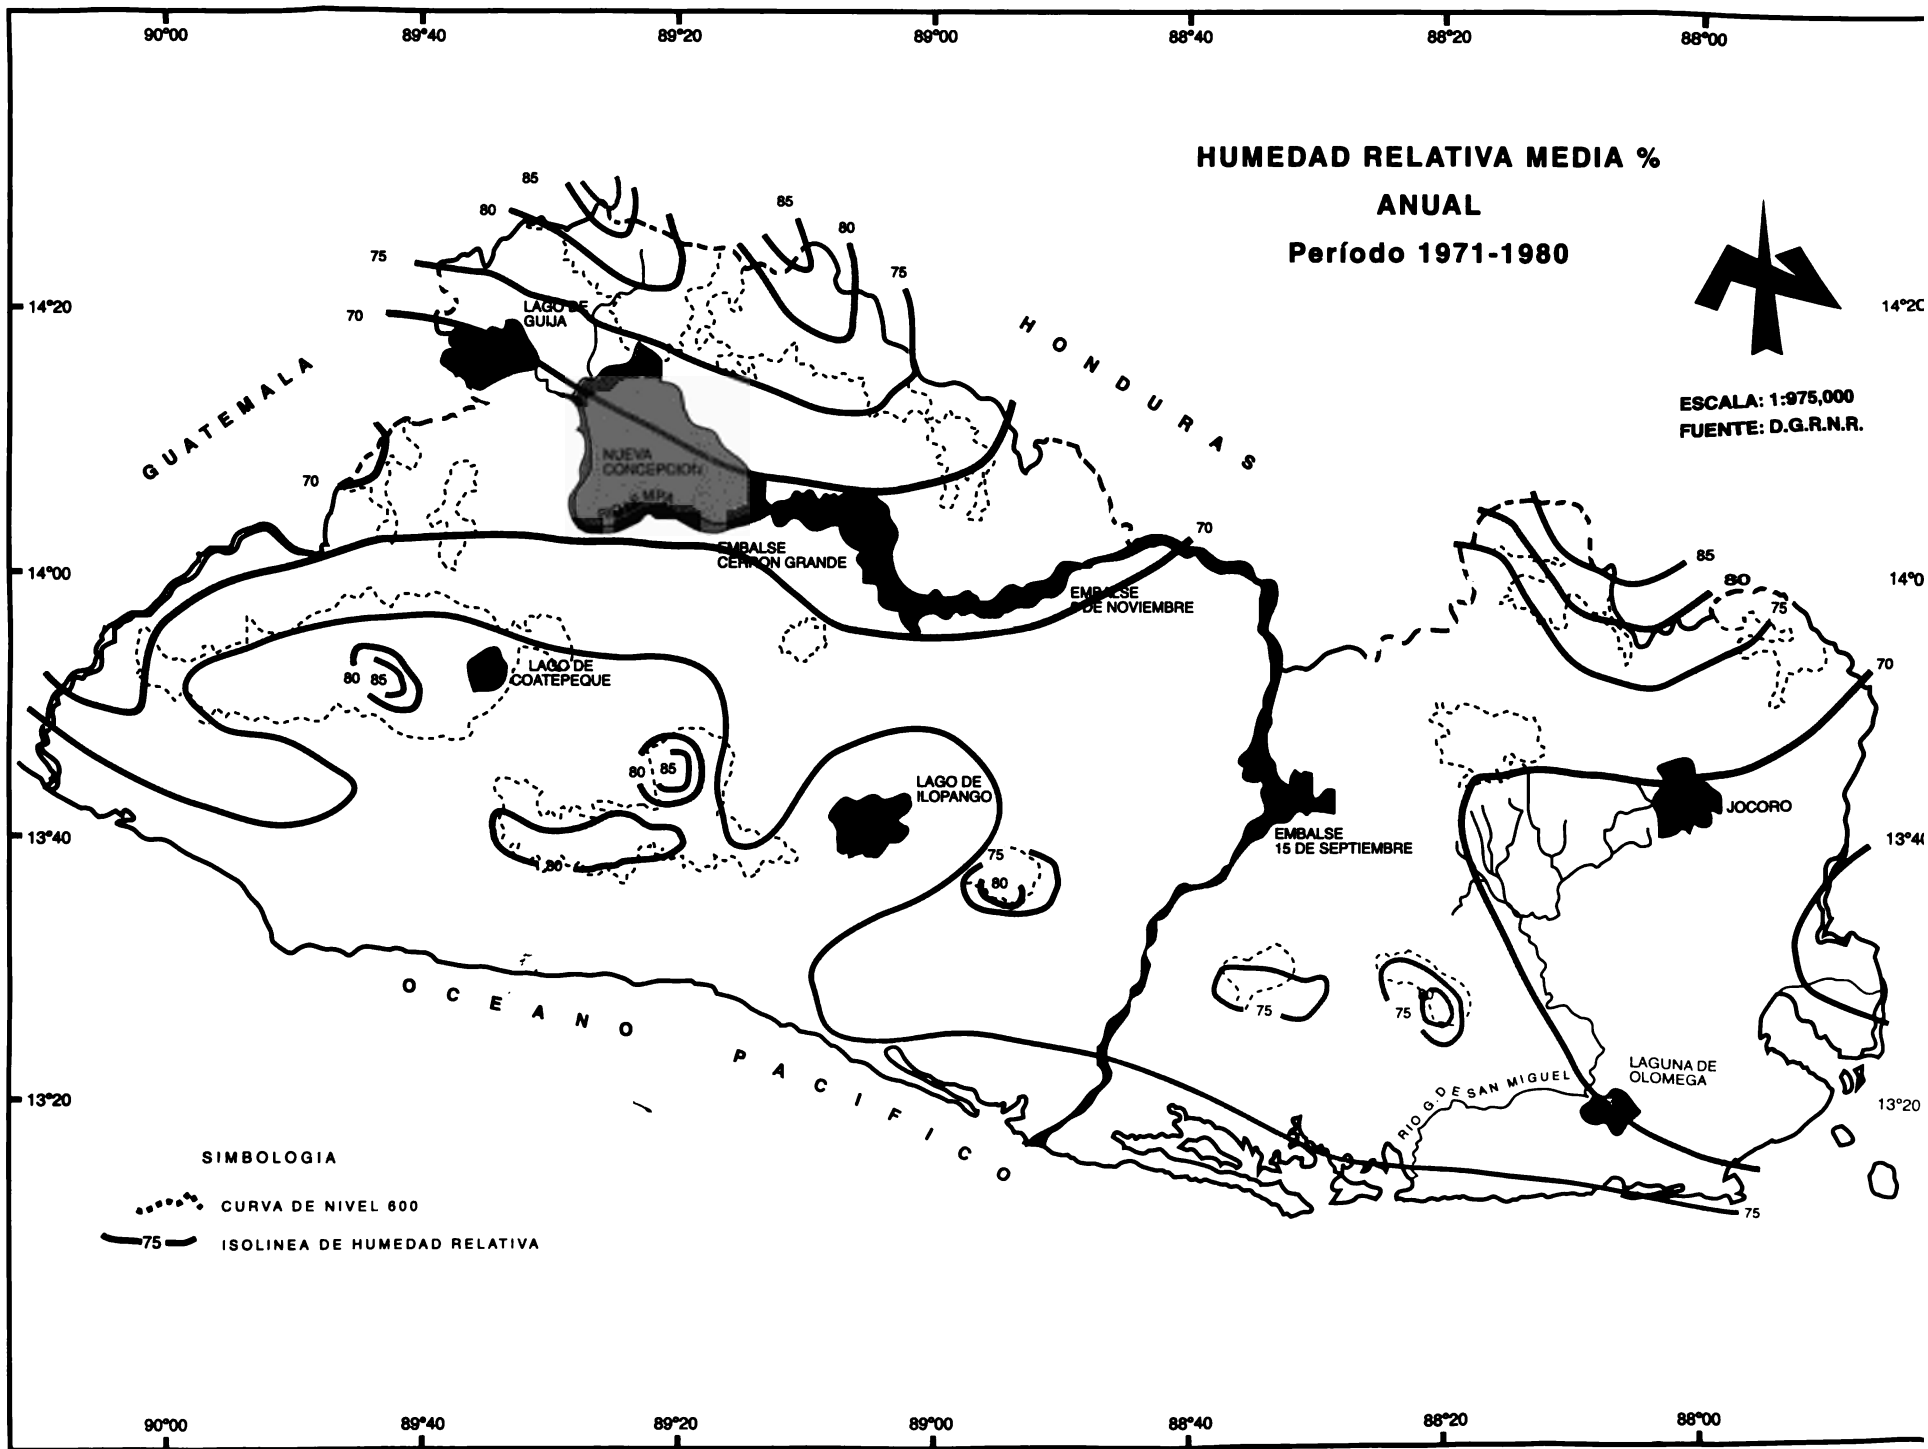 90°00 89°40 89°20 89°00 88°40 88°20 88°00
HUMEDAD RELATIVA MEDIA %
ANUAL
Período 1971-1980
85
80
75
70
85
80
75
14°20
14°20
LAGO DE
GUIJA
GUATEMALA
HONDURAS
ESCALA: 1:975,000
FUENTE: D.G.R.N.R.
NUEVA
CONCEPCION
70
70
EMBALSE
CERRON GRANDE
14°00
14°0
85
80
75
EMBALSE
DE NOVIEMBRE
70
LAGO DE
COATEPEQUE
80 85
80 85
LAGO DE
ILOPANGO
JOCORO
13°40
13°40
EMBALSE
15 DE SEPTIEMBRE
80
75
80
75
80
75
OCEANO PACIFICO
LAGUNA DE
OLOMEGA
RIO G. DE SAN MIGUEL
13°20
13°20
75
SIMBOLOGIA
CURVA DE NIVEL 600
75 ISOLINEA DE HUMEDAD RELATIVA
90°00 89°40 89°20 89°00 88°40 88°20 88°00